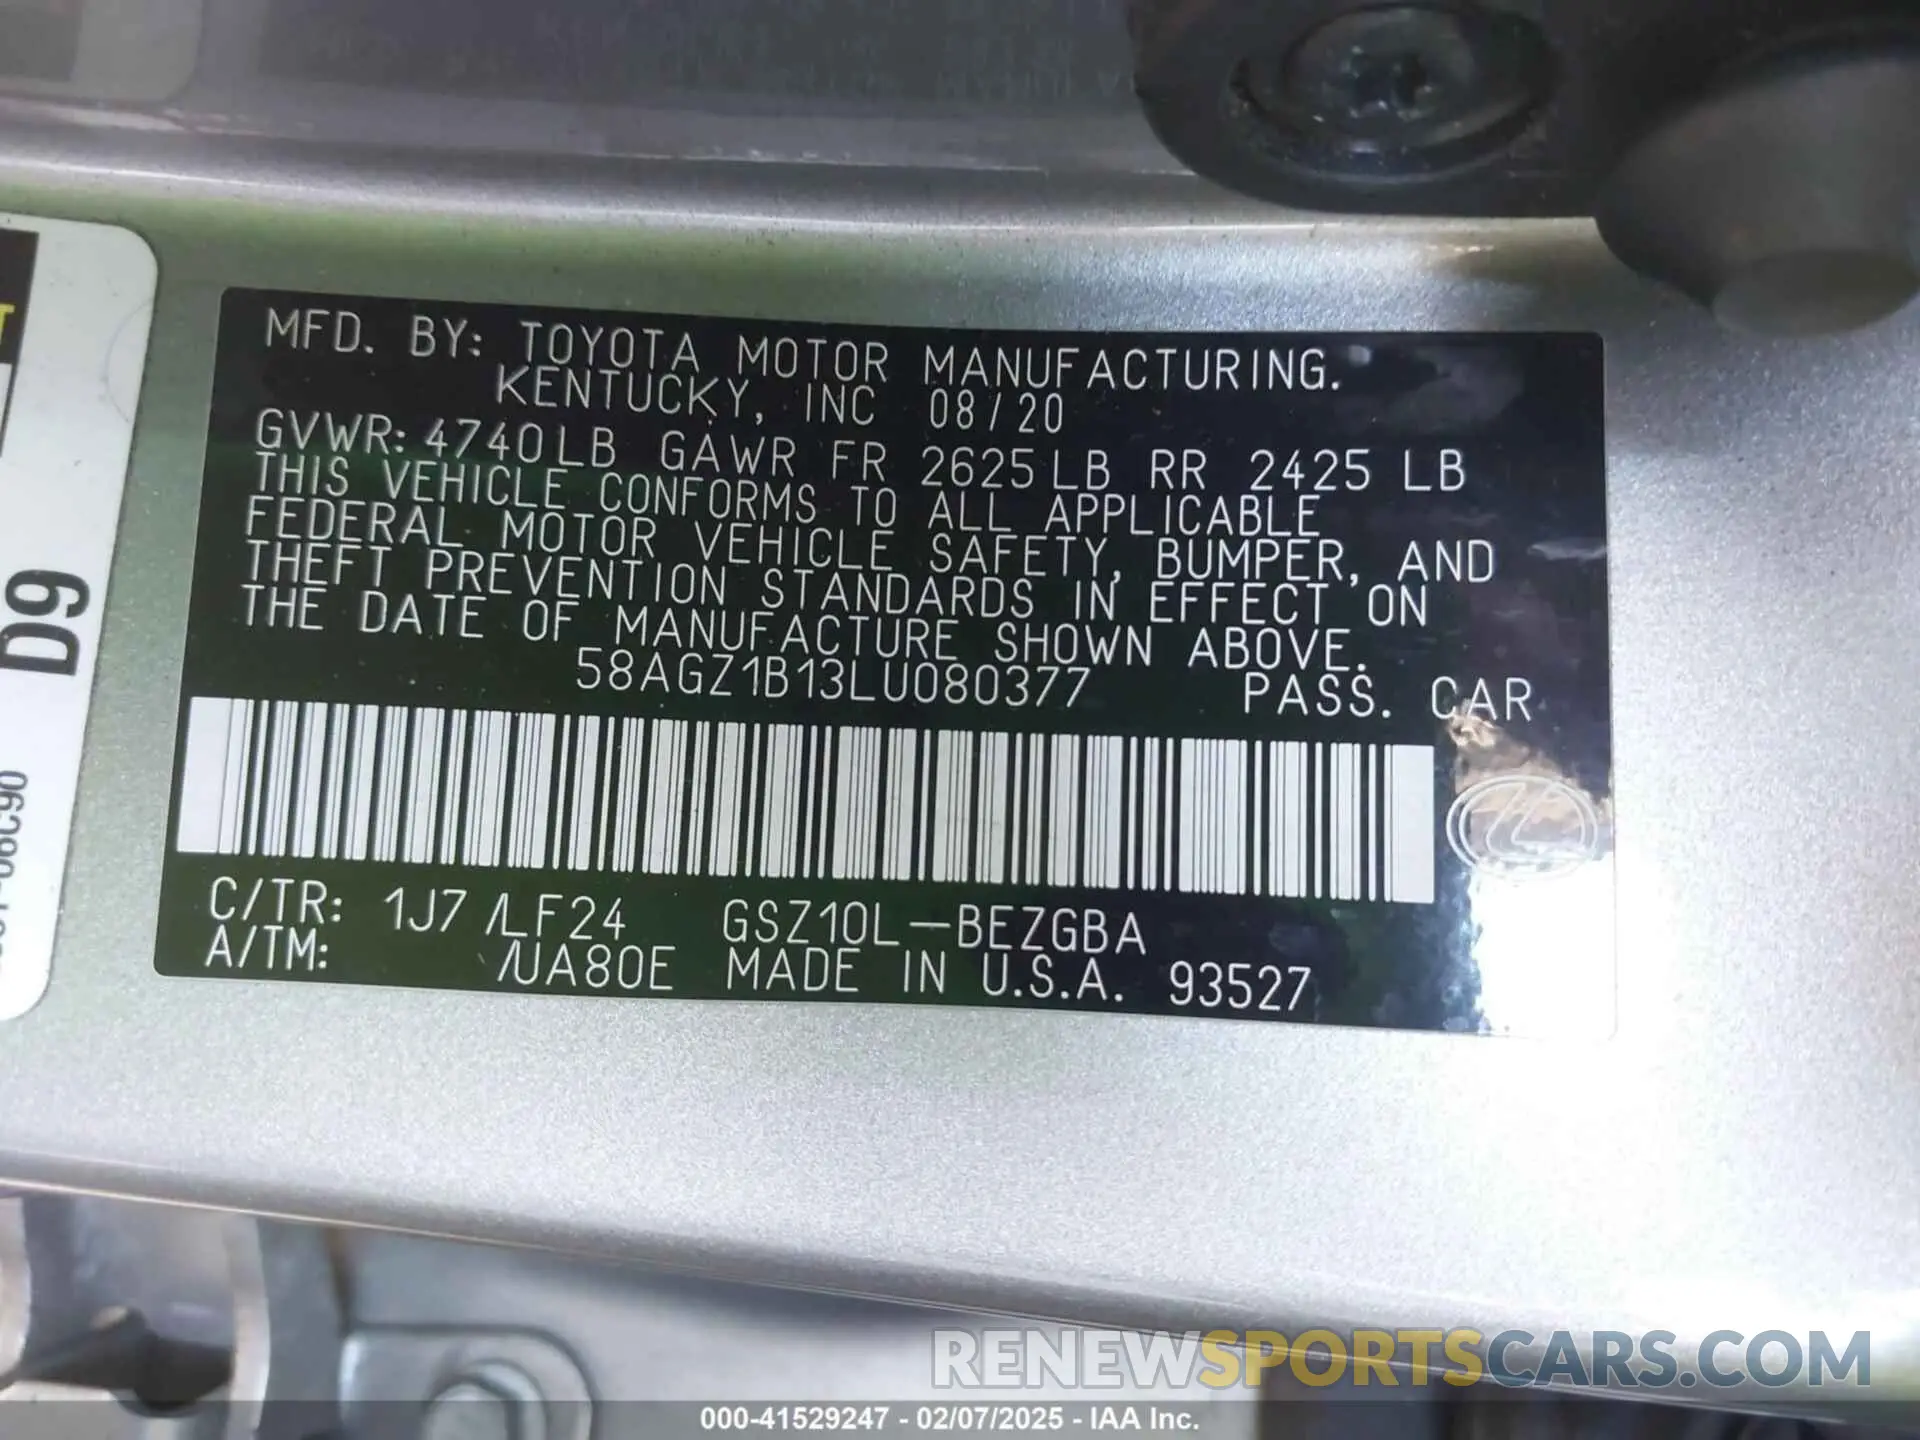 MFD. BY: TOYOTA MOTOR MANUFACTURING.
KENTUCKY, INC 08/20
GVWR: 4740LB GAWR FR 2625LB RR 2425 LB
THIS VEHICLE CONFORMS TO ALL APPLICABLE
FEDERAL MOTOR VEHICLE SAFETY, BUMPER, AND
THEFT PREVENTION STANDARDS IN EFFECT ON
THE DATE OF MANUFACTURE SHOWN ABOVE.
58AGZ1B13LU080377 PASS. CAR
C/TR: 1J7 /LF24 GSZ10L-BEZGBA
A/TM: /UA80E MADE IN U.S.A. 93527
D9
RENEWSPORTSCARS.COM
000-41529247 - 02/07/2025 - IAA Inc.